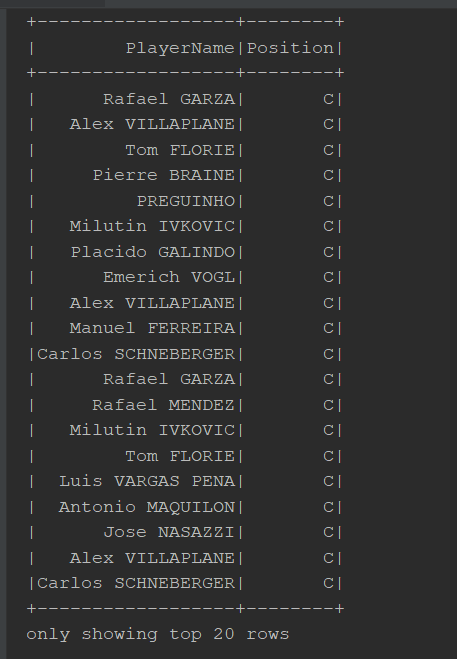 +------------------+--------+
|        PlayerName|Position|
+------------------+--------+
|      Rafael GARZA|       C|
|   Alex VILLAPLANE|       C|
|        Tom FLORIE|       C|
|     Pierre BRAINE|       C|
|         PREGUINHO|       C|
|   Milutin IVKOVIC|       C|
|   Placido GALINDO|       C|
|      Emerich VOGL|       C|
|   Alex VILLAPLANE|       C|
|   Manuel FERREIRA|       C|
|Carlos SCHNEBERGER|       C|
|      Rafael GARZA|       C|
|     Rafael MENDEZ|       C|
|   Milutin IVKOVIC|       C|
|        Tom FLORIE|       C|
|  Luis VARGAS PENA|       C|
|  Antonio MAQUILON|       C|
|      Jose NASAZZI|       C|
|   Alex VILLAPLANE|       C|
|Carlos SCHNEBERGER|       C|
+------------------+--------+
only showing top 20 rows